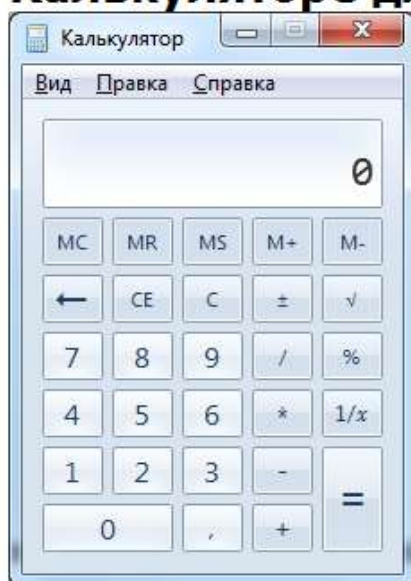 Калькулятор
Вид Правка Справка
0
MC MR MS M+ M-
← CE C ± √
7 8 9 / %
4 5 6 * 1/x
1 2 3 - =
0 , +